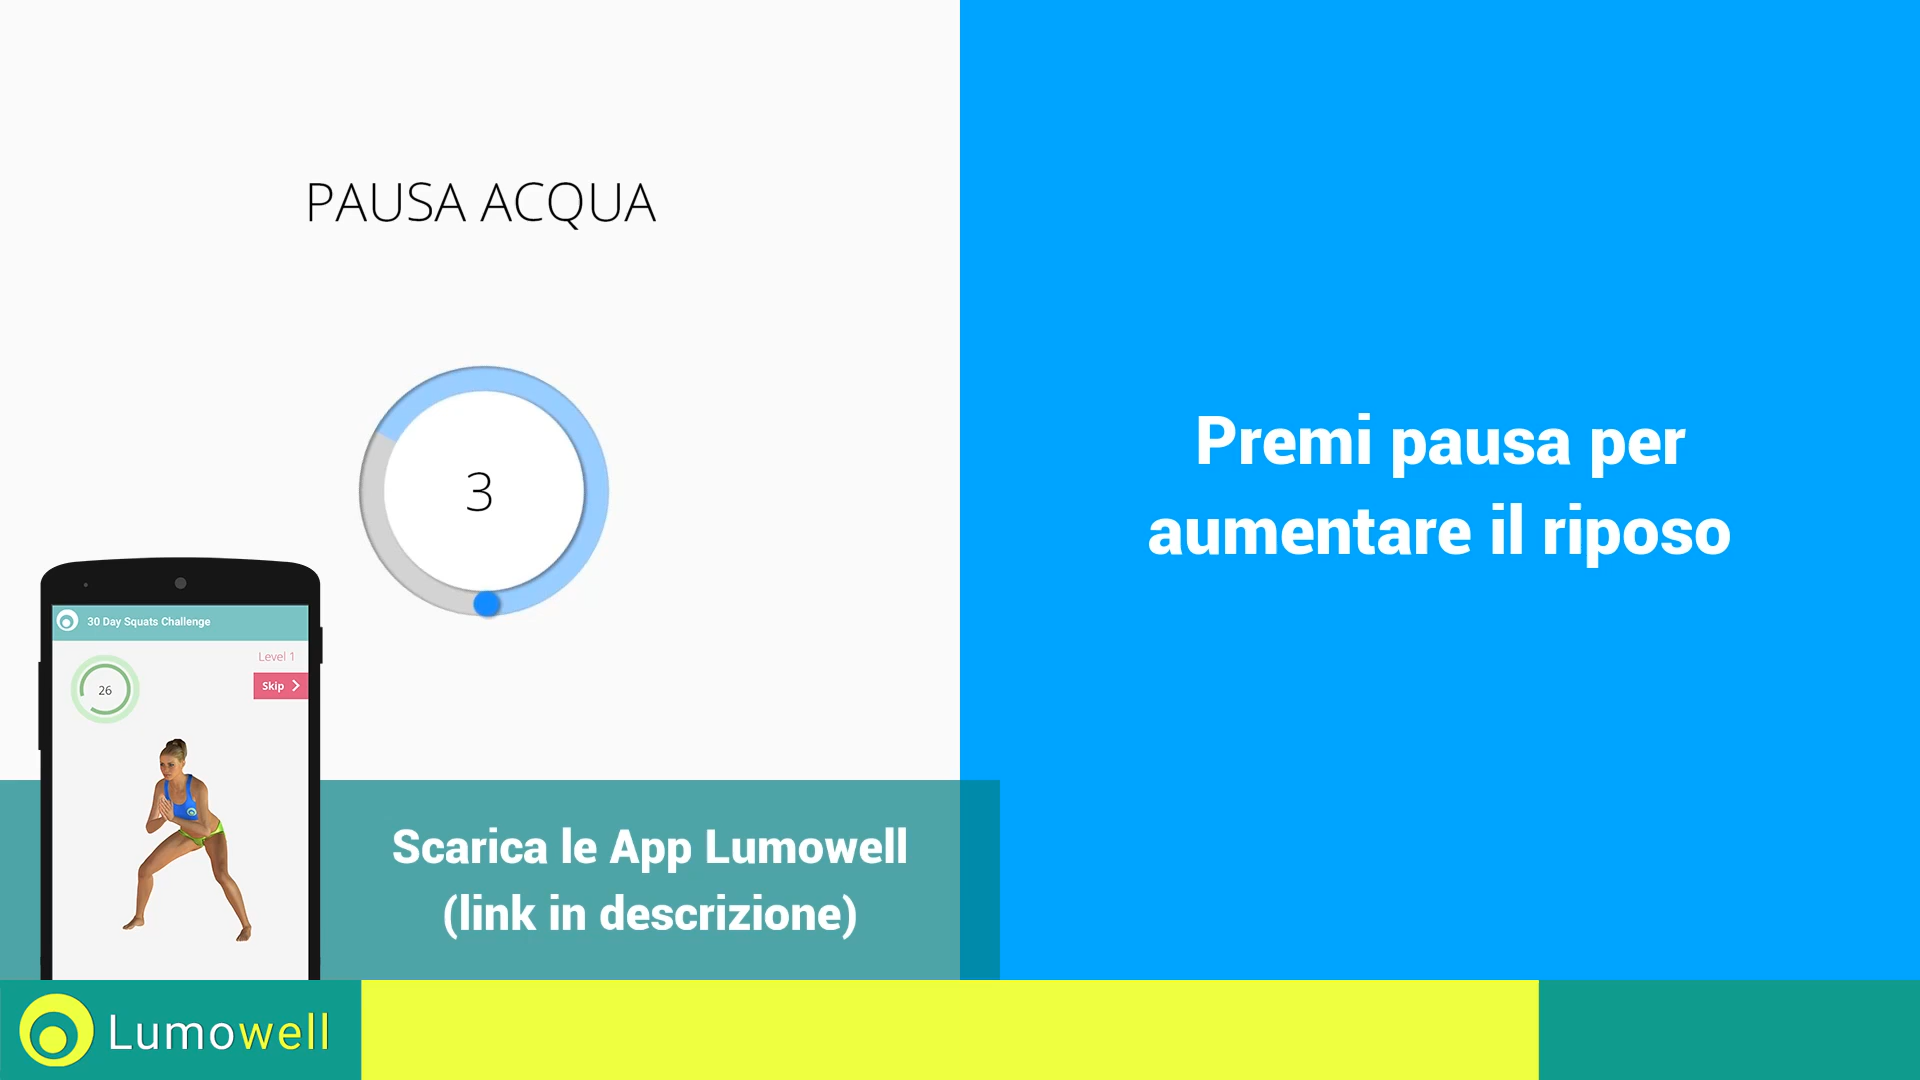 PAUSA ACQUA
3
Premi pausa per
aumentare il riposo
30 Day Squats Challenge
Level 1
26
Skip
Scarica le App Lumowell
(link in descrizione)
Lumowell